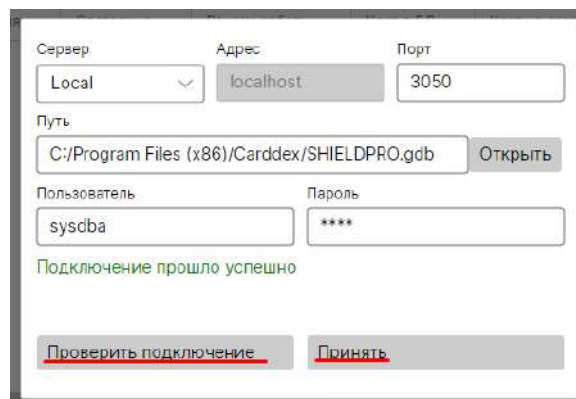 Сервер Адрес Порт
Local localhost 3050
Путь
C:/Program Files (x86)/Carddex/SHIELDPRO.gdb Открыть
Пользователь Пароль
sysdba ****
Подключение прошло успешно
Проверить подключение Принять